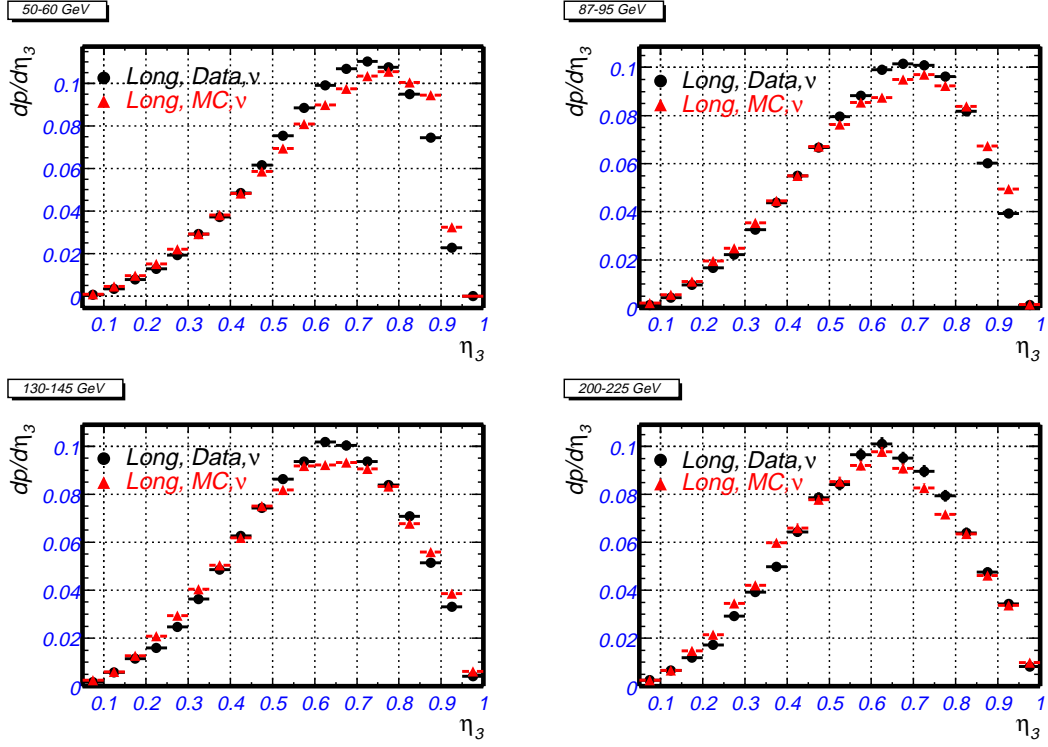 50-60 GeV
dp/dη3
Long, Data,ν
Long, MC,ν
0.1
0.08
0.06
0.04
0.02
0
0.1 0.2 0.3 0.4 0.5 0.6 0.7 0.8 0.9 1
η3
87-95 GeV
dp/dη3
Long, Data,ν
Long, MC,ν
0.1
0.08
0.06
0.04
0.02
0
0.1 0.2 0.3 0.4 0.5 0.6 0.7 0.8 0.9 1
η3
130-145 GeV
dp/dη3
Long, Data,ν
Long, MC,ν
0.1
0.08
0.06
0.04
0.02
0
0.1 0.2 0.3 0.4 0.5 0.6 0.7 0.8 0.9 1
η3
200-225 GeV
dp/dη3
Long, Data,ν
Long, MC,ν
0.1
0.08
0.06
0.04
0.02
0
0.1 0.2 0.3 0.4 0.5 0.6 0.7 0.8 0.9 1
η3